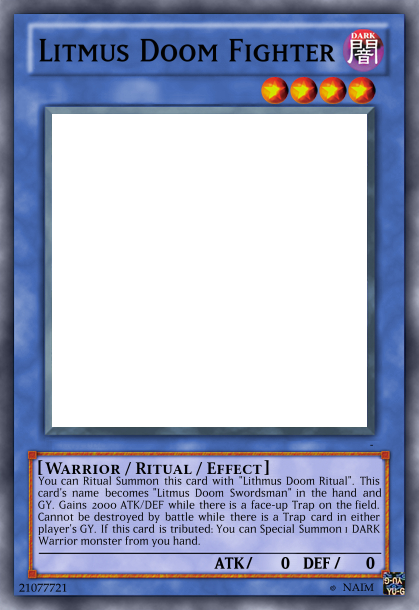 LITMUS DOOM FIGHTER
DARK
闇
[WARRIOR / RITUAL / EFFECT]
You can Ritual Summon this card with "Lithmus Doom Ritual". This
card's name becomes "Litmus Doom Swordsman" in the hand and
GY. Gains 2000 ATK/DEF while there is a face-up Trap on the field.
Cannot be destroyed by battle while there is a Trap card in either
player's GY. If this card is tributed: You can Special Summon 1 DARK
Warrior monster from you hand.
ATK / 0 DEF / 0
21077721
® NAIM
YU-G